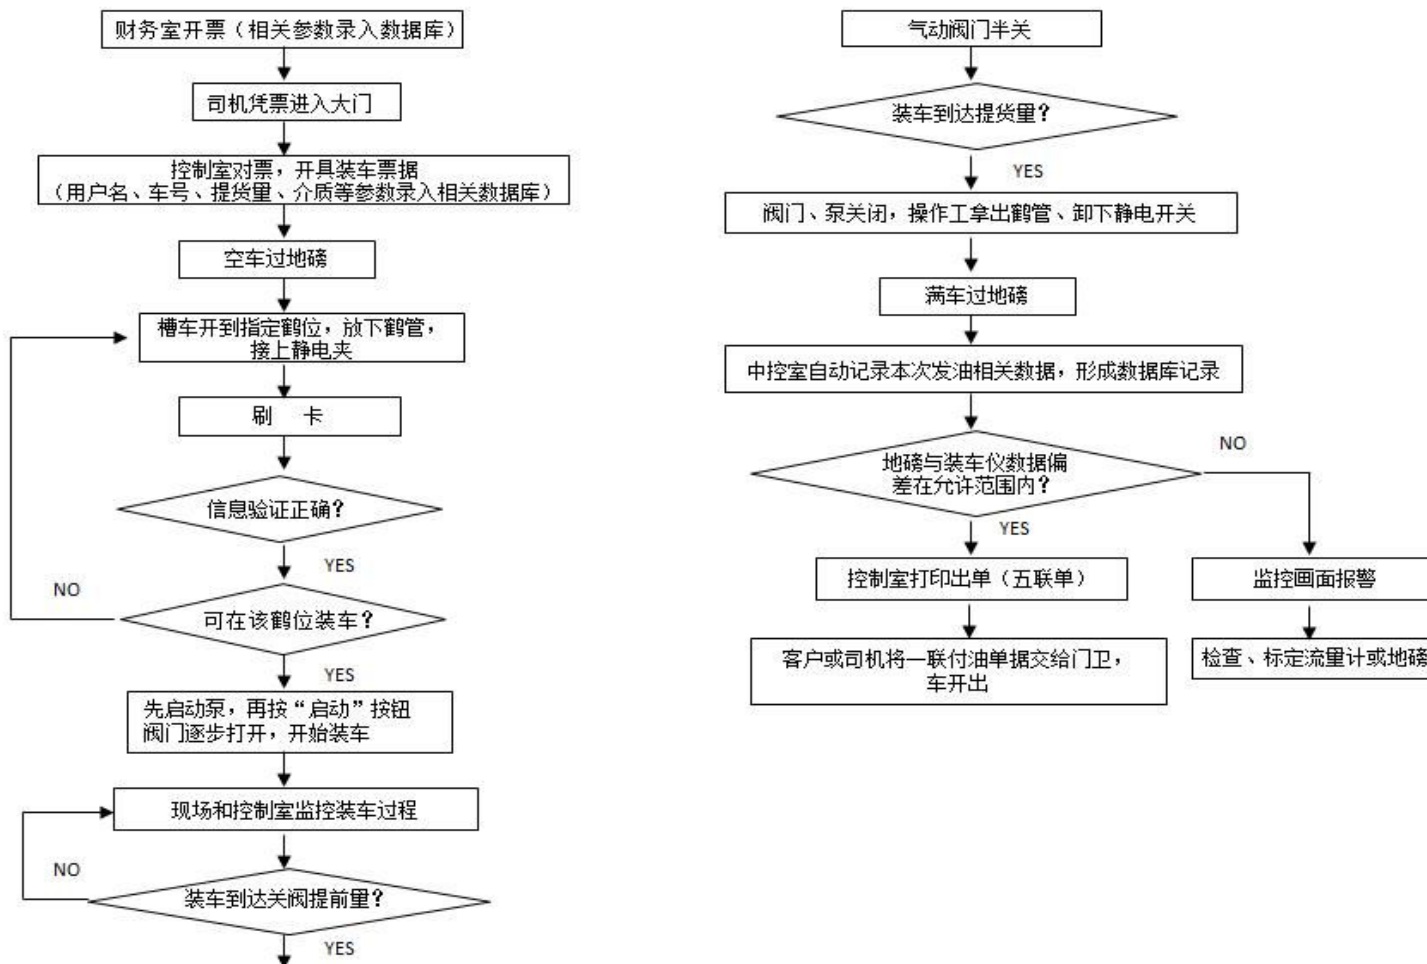 财务室开票（相关参数录入数据库）
司机凭票进入大门
控制室对票，开具装车票据
（用户名、车号、提货量、介质等参数录入相关数据库）
空车过地磅
槽车开到指定鹤位，放下鹤管，
接上静电夹
刷 卡
信息验证正确？
YES
NO
可在该鹤位装车？
YES
先启动泵，再按“启动”按钮
阀门逐步打开，开始装车
现场和控制室监控装车过程
NO
装车到达关阀提前量？
YES
气动阀门半关
装车到达提货量？
YES
阀门、泵关闭，操作工拿出鹤管、卸下静电开关
满车过地磅
中控室自动记录本次发油相关数据，形成数据库记录
NO
地磅与装车仪数据偏
差在允许范围内？
YES
控制室打印出单（五联单）
监控画面报警
客户或司机将一联付油单据交给门卫，
车开出
检查、标定流量计或地磅